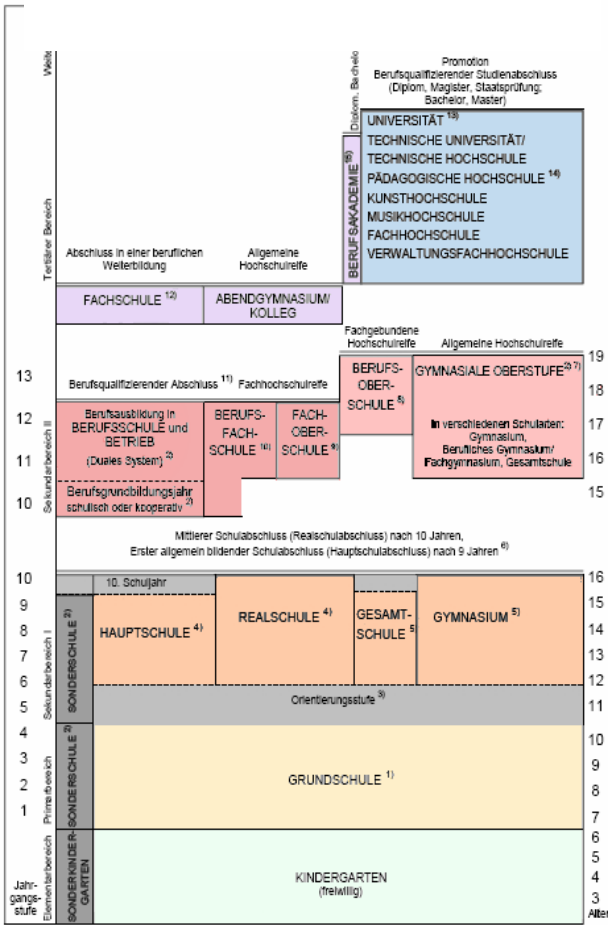 Weite
Tertiärer Bereich
Diplom, Bachelo
Promotion
Berufsqualifizierender Studienabschluss
(Diplom, Magister, Staatsprüfung;
Bachelor, Master)
BERUFSAKADEMIE 15)
UNIVERSITÄT 13)
TECHNISCHE UNIVERSITÄT/
TECHNISCHE HOCHSCHULE
PÄDAGOGISCHE HOCHSCHULE 14)
KUNSTHOCHSCHULE
MUSIKHOCHSCHULE
FACHHOCHSCHULE
VERWALTUNGSFACHHOCHSCHULE
Abschluss in einer beruflichen
Weiterbildung
Allgemeine
Hochschulreife
FACHSCHULE 12)
ABENDGYMNASIUM/
KOLLEG
Fachgebundene
Hochschulreife
Allgemeine Hochschulreife
Sekundarbereich II
13
12
11
10
Berufsqualifizierender Abschluss 11)
Fachhochschulreife
Berufsausbildung in
BERUFSSCHULE und
BETRIEB
(Duales System) 2)
Berufsgrundbildungsjahr
schulisch oder kooperativ 2)
BERUFS-
FACH-
SCHULE 10)
FACH-
OBER-
SCHULE 9)
BERUFS-
OBER-
SCHULE 8)
GYMNASIALE OBERSTUFE 2) 7)
In verschiedenen Schularten:
Gymnasium,
Berufliches Gymnasium/
Fachgymnasium, Gesamtschule
19
18
17
16
15
Mittlerer Schulabschluss (Realschulabschluss) nach 10 Jahren,
Erster allgemein bildender Schulabschluss (Hauptschulabschluss) nach 9 Jahren 6)
Sekundarbereich I
10
9
8
7
6
5
SONDERSCHULE 2)
10. Schuljahr
HAUPTSCHULE 4)
REALSCHULE 4)
GESAMT-
SCHULE 5
GYMNASIUM 5)
Orientierungsstufe 3)
16
15
14
13
12
11
Primarbereich
4
3
2
1
SONDERSCHULE 2)
GRUNDSCHULE 1)
10
9
8
7
Elementarbereich
SONDERKINDER-
GARTEN
KINDERGARTEN
(freiwillig)
6
5
4
3
Jahr-
gangs-
stufe
Alter